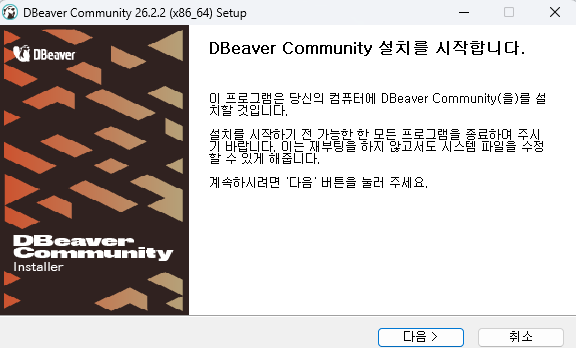 DBeaver Community 26.2.2 (x86_64) Setup
DBeaver
DBeaver Community 설치를 시작합니다.
이 프로그램은 당신의 컴퓨터에 DBeaver Community(을)를 설
치할 것입니다.
설치를 시작하기 전 가능한 한 모든 프로그램을 종료하여 주시
기 바랍니다. 이는 재부팅을 하지 않고서도 시스템 파일을 수정
할 수 있게 해줍니다.
계속하시려면 '다음' 버튼을 눌러 주세요.
DBeaver
Community
Installer
다음 >
취소